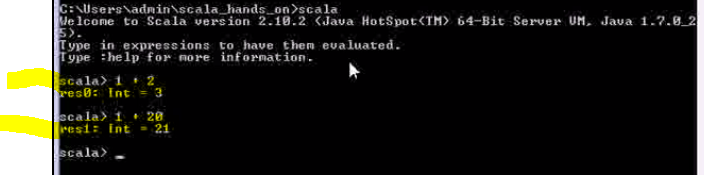 C:\Users\admin\scala_hands_on>scala
Welcome to Scala version 2.10.2 (Java HotSpot(TM) 64-Bit Server VM, Java 1.7.0_2
5).
Type in expressions to have them evaluated.
Type :help for more information.
scala> 1 + 2
res0: Int = 3
scala> 1 + 20
res1: Int = 21
scala> _